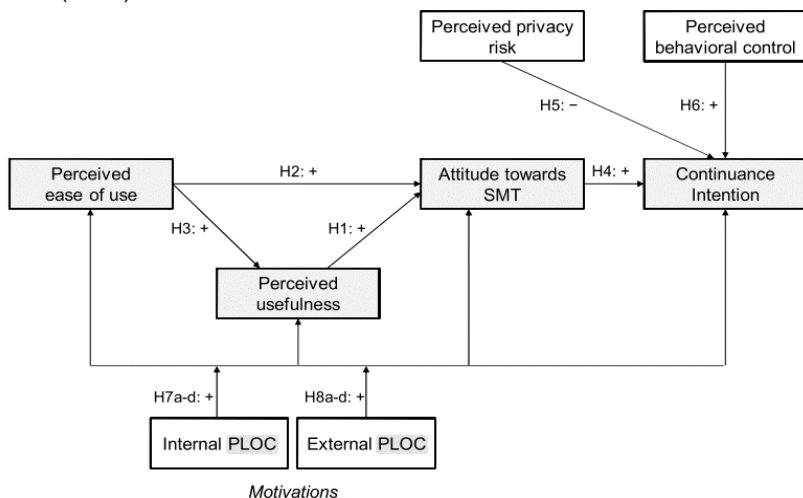 Perceived privacy
risk
Perceived
behavioral control
H5: −
H6: +
Perceived
ease of use
H2: +
Attitude towards
SMT
H4: +
Continuance
Intention
H3: +
H1: +
Perceived
usefulness
H7a-d: +
H8a-d: +
Internal PLOC
External PLOC
Motivations